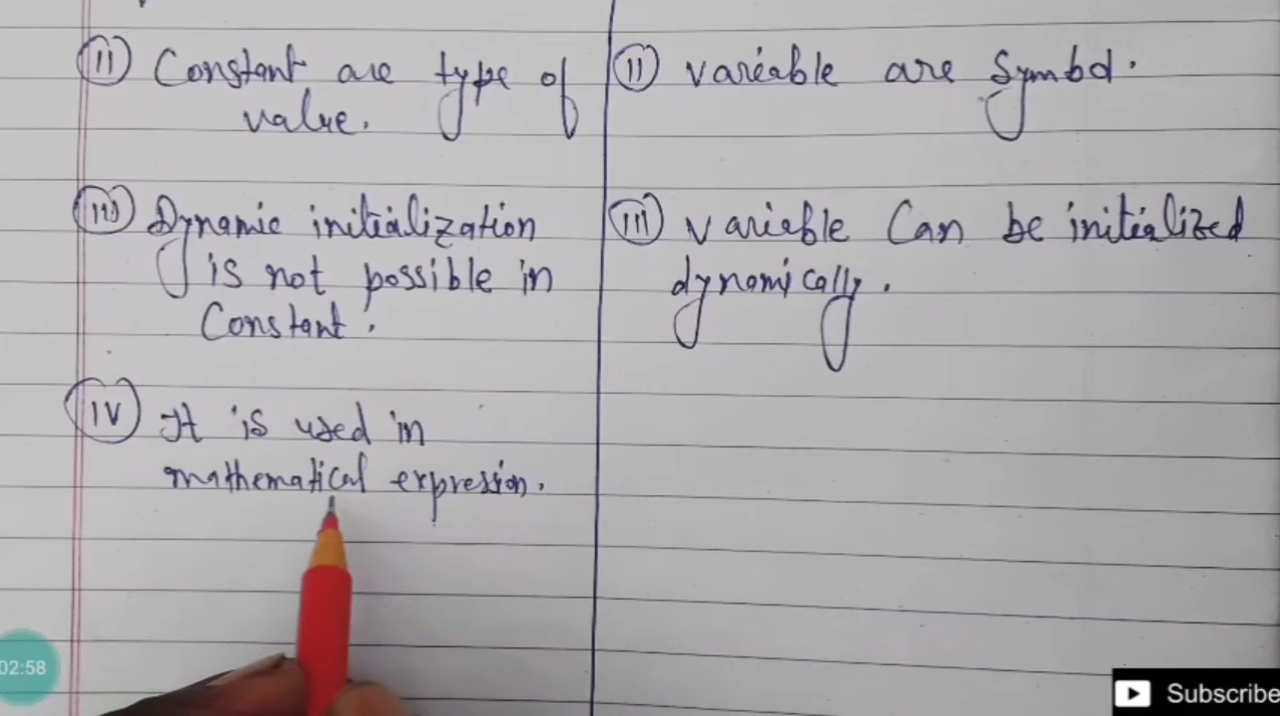 (ii) Constant are type of
value.
(iii) Dynamic initialization
is not possible in
Constant.
(iv) It is used in
mathematical expression.
(ii) variable are Symbol.
(iii) variable Can be initialized
dynamically.
02:58
Subscribe